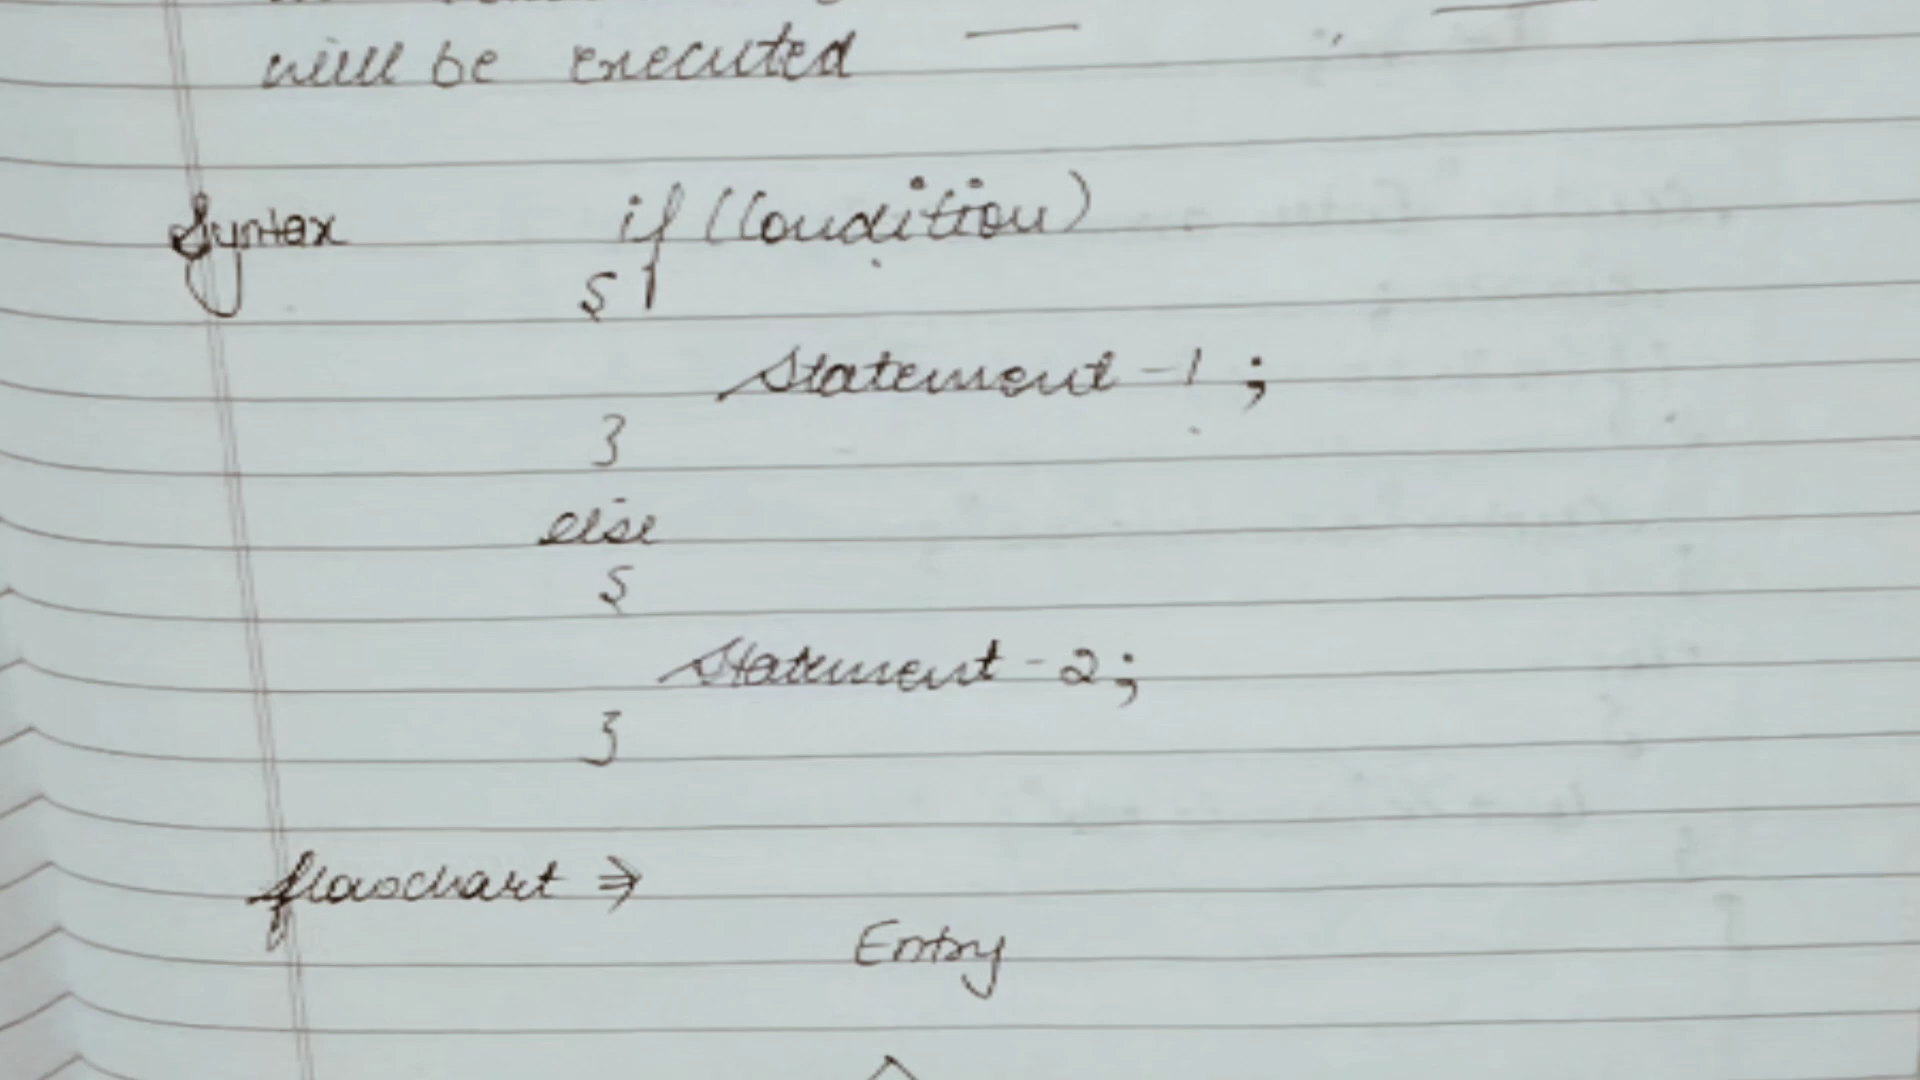 will be executed
Syntax if (Condition)
{
Statement-1;
}
else
{
Statement-2;
}
flowchart ⇒
Entry